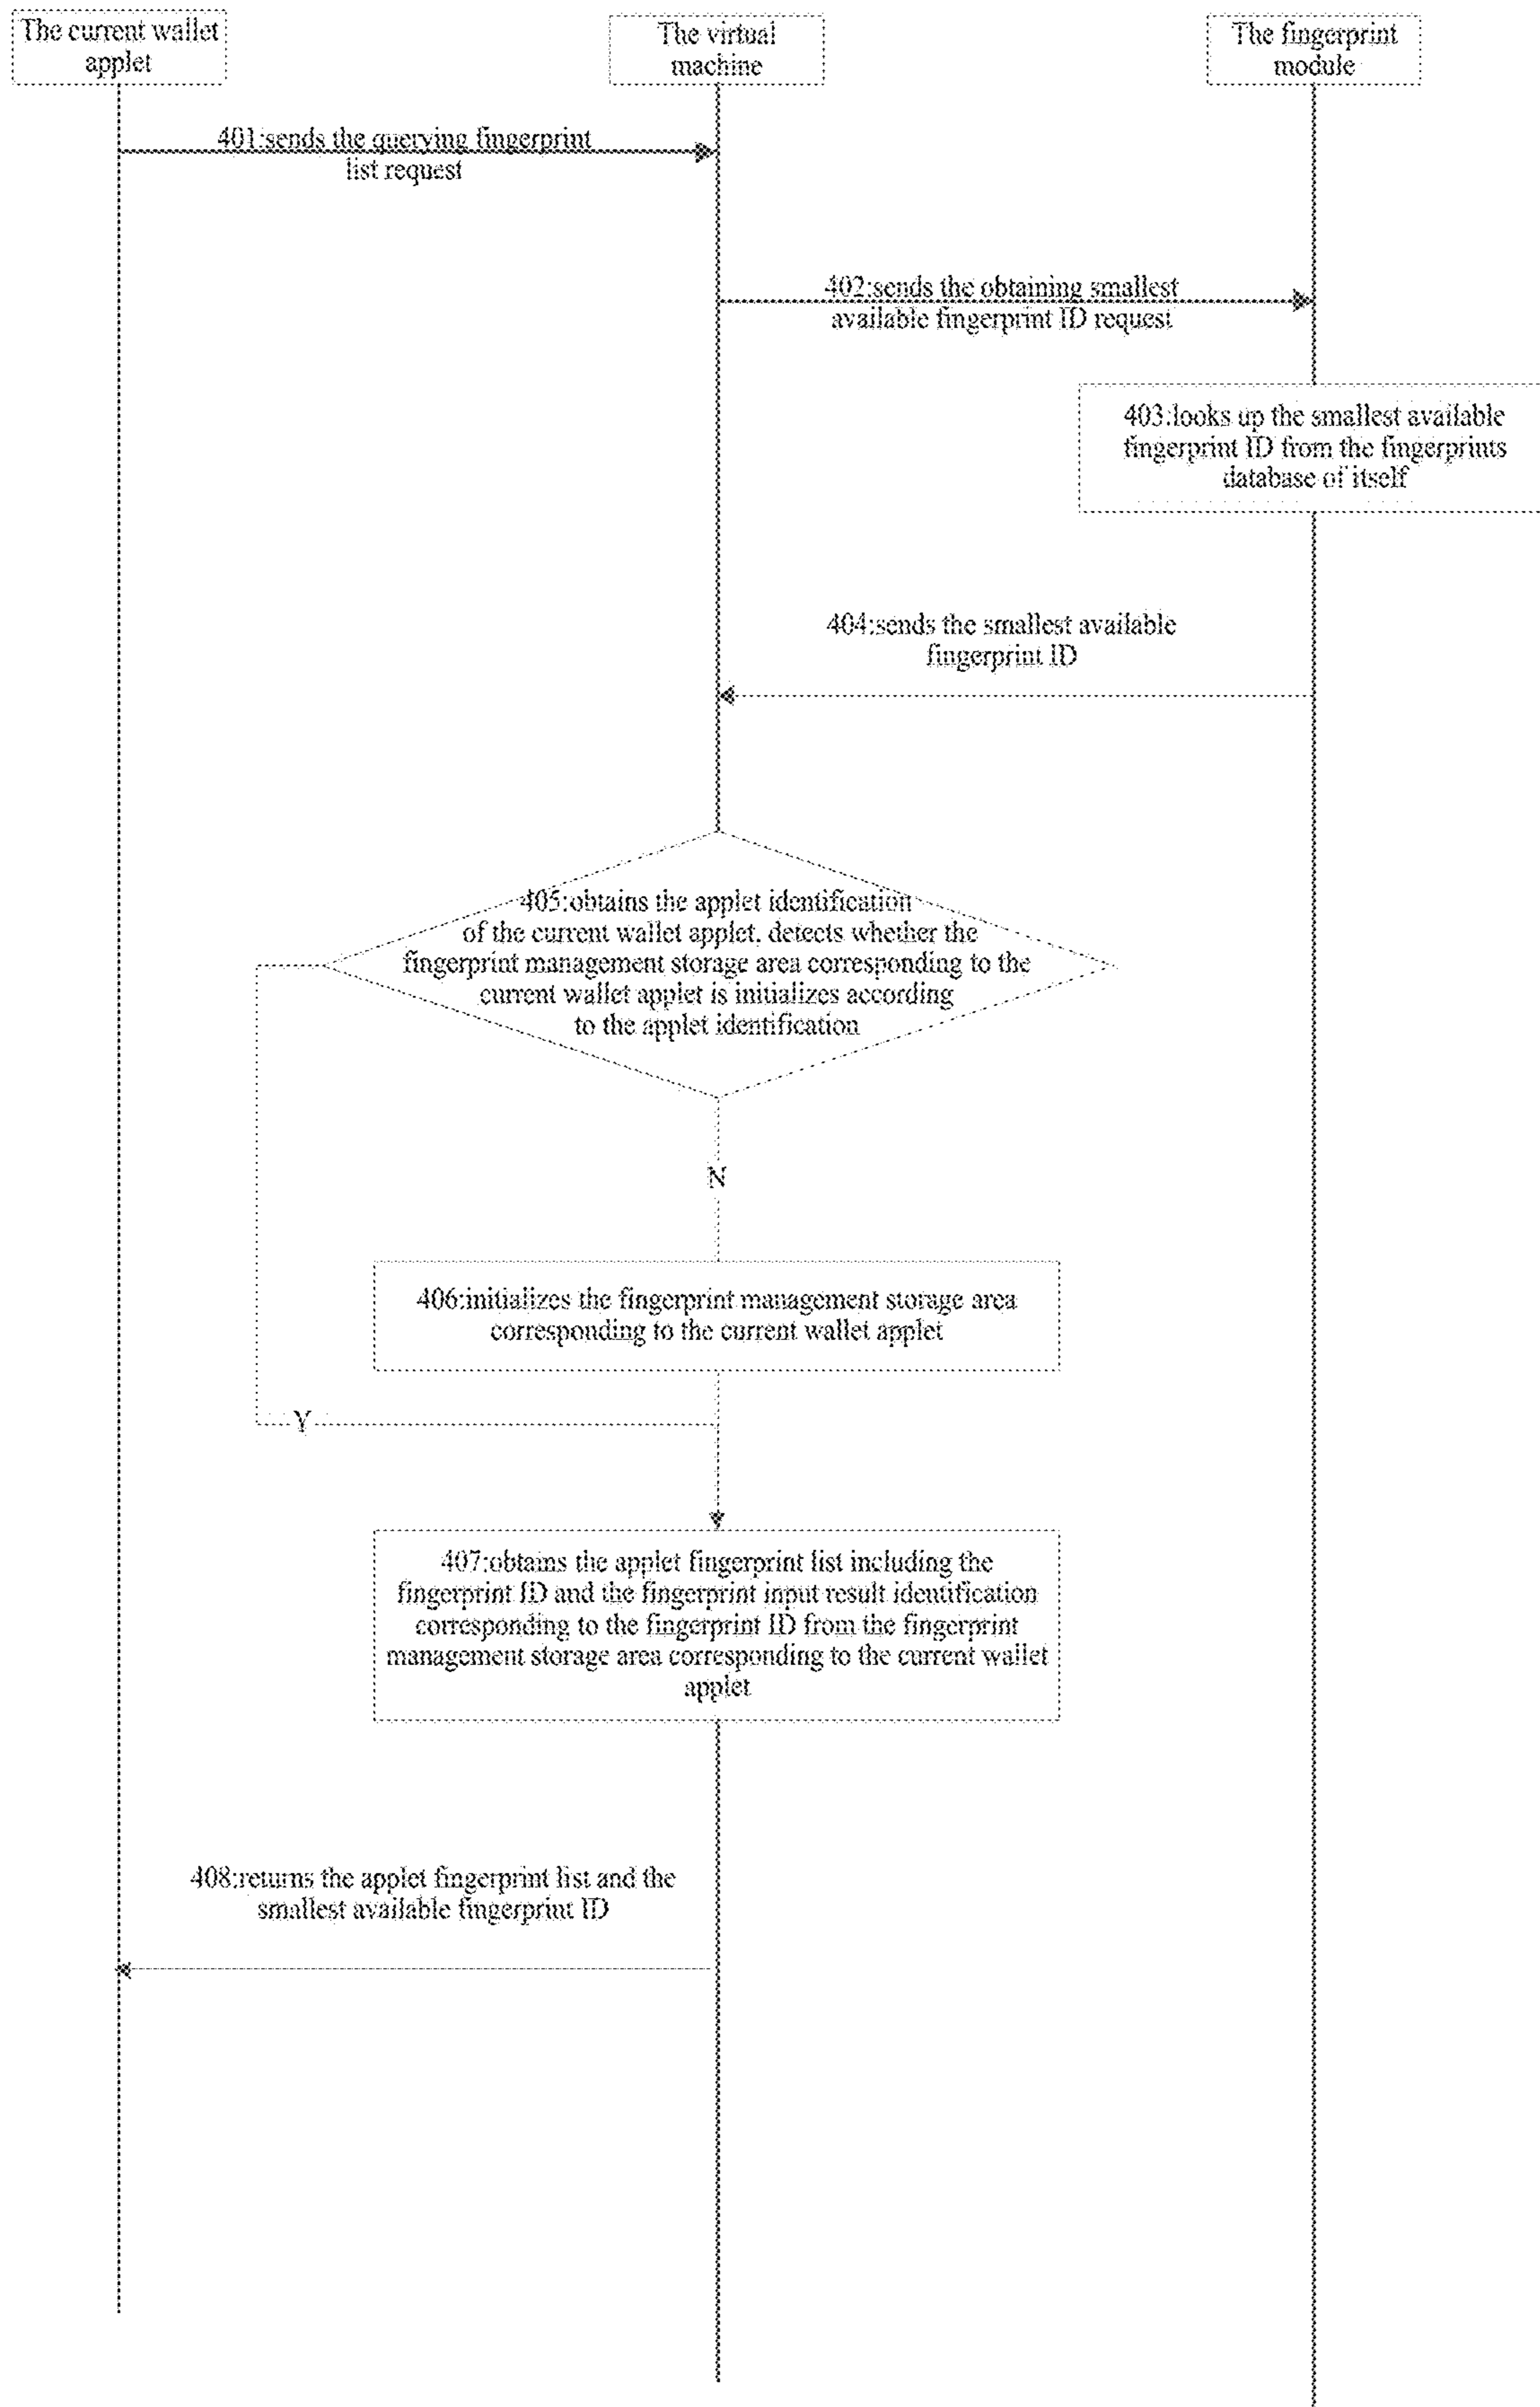 The current wallet
applet
The virtual
machine
The fingerprint
module
401:sends the querying fingerprint
list request
402:sends the obtaining smallest
available fingerprint ID request
403:looks up the smallest available
fingerprint ID from the fingerprints
database of itself
404:sends the smallest available
fingerprint ID
405:obtains the applet identification
of the current wallet applet, detects whether the
fingerprint management storage area corresponding to the
current wallet applet is initializes according
to the applet identification
N
406:initializes the fingerprint management storage area
corresponding to the current wallet applet
Y
407:obtains the applet fingerprint list including the
fingerprint ID and the fingerprint input result identification
corresponding to the fingerprint ID from the fingerprint
management storage area corresponding to the current wallet
applet
408:returns the applet fingerprint list and the
smallest available fingerprint ID